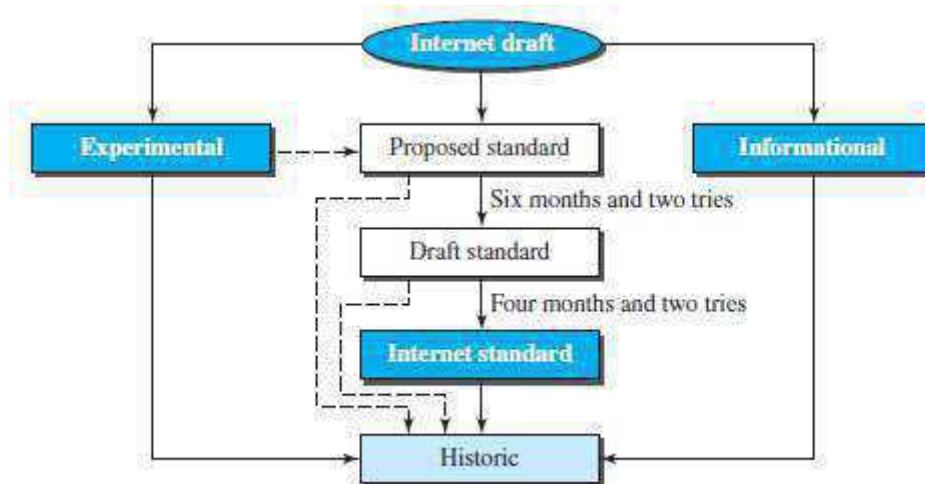 Internet draft
Experimental
Proposed standard
Informational
Six months and two tries
Draft standard
Four months and two tries
Internet standard
Historic